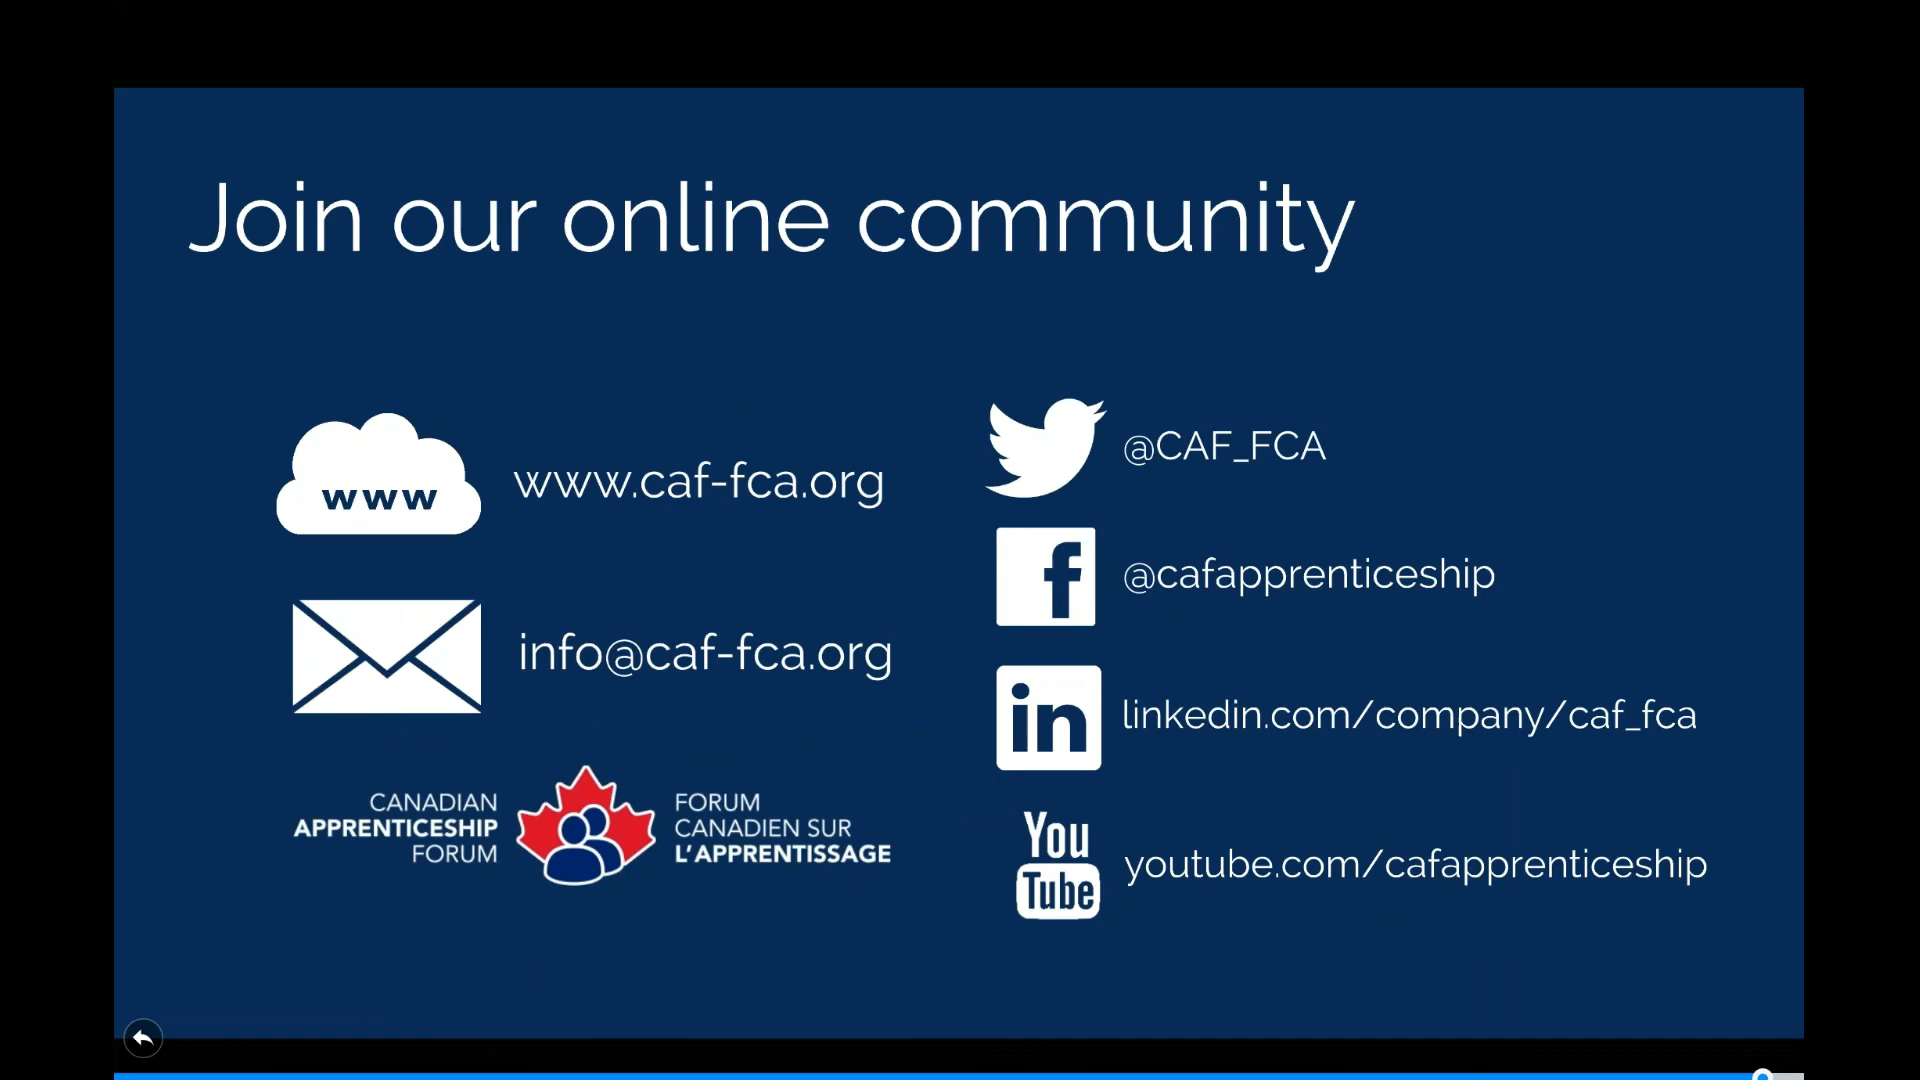 Join our online community
www
www.caf-fca.org
info@caf-fca.org
CANADIAN
APPRENTICESHIP
FORUM
FORUM
CANADIEN SUR
L'APPRENTISSAGE
@CAF_FCA
f
@cafapprenticeship
in
linkedin.com/company/caf_fca
You
Tube
youtube.com/cafapprenticeship